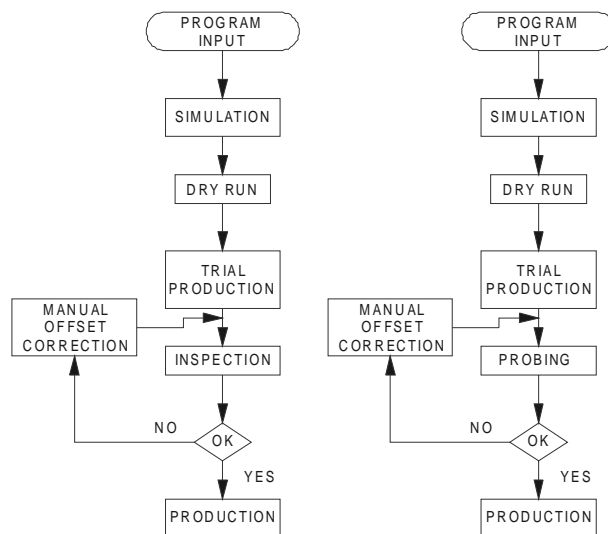 PROGRAM
INPUT
SIMULATION
DRY RUN
TRIAL
PRODUCTION
MANUAL
OFFSET
CORRECTION
INSPECTION
NO
OK
YES
PRODUCTION
PROGRAM
INPUT
SIMULATION
DRY RUN
TRIAL
PRODUCTION
MANUAL
OFFSET
CORRECTION
PROBING
NO
OK
YES
PRODUCTION